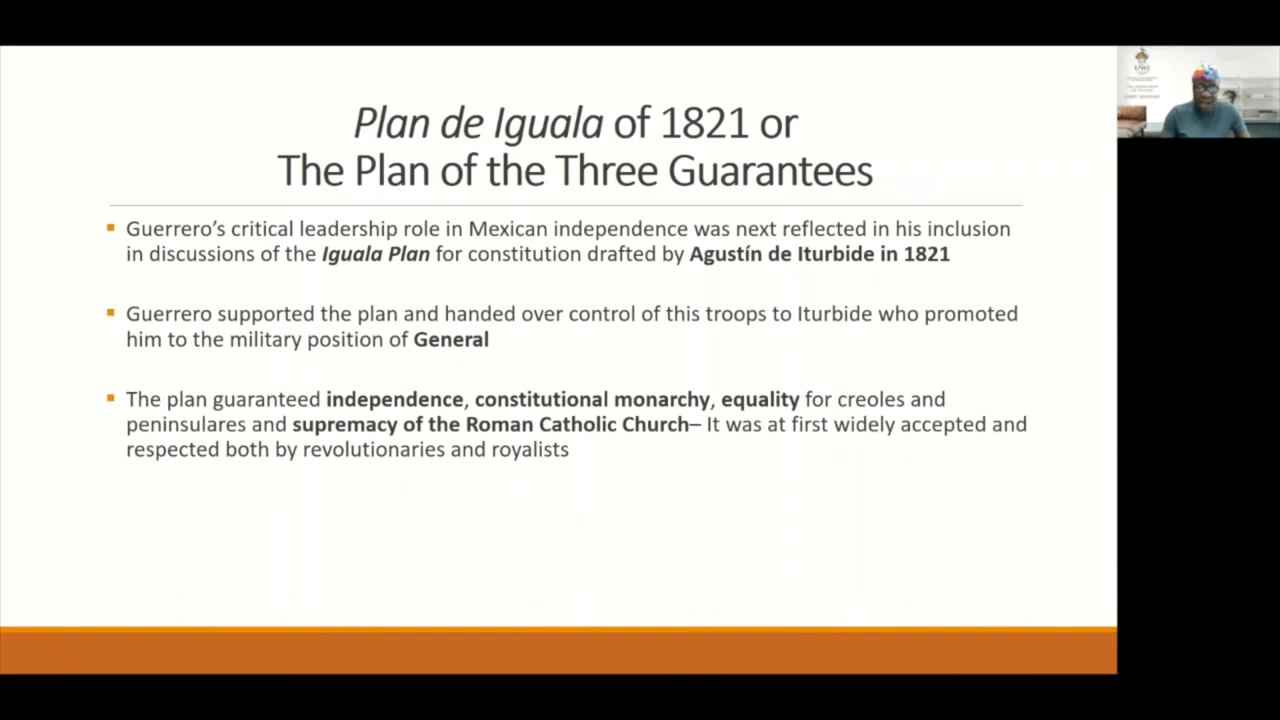 Plan de Iguala of 1821 or
The Plan of the Three Guarantees
▪ Guerrero’s critical leadership role in Mexican independence was next reflected in his inclusion
in discussions of the Iguala Plan for constitution drafted by Agustín de Iturbide in 1821
▪ Guerrero supported the plan and handed over control of this troops to Iturbide who promoted
him to the military position of General
▪ The plan guaranteed independence, constitutional monarchy, equality for creoles and
peninsulares and supremacy of the Roman Catholic Church– It was at first widely accepted and
respected both by revolutionaries and royalists
UWI